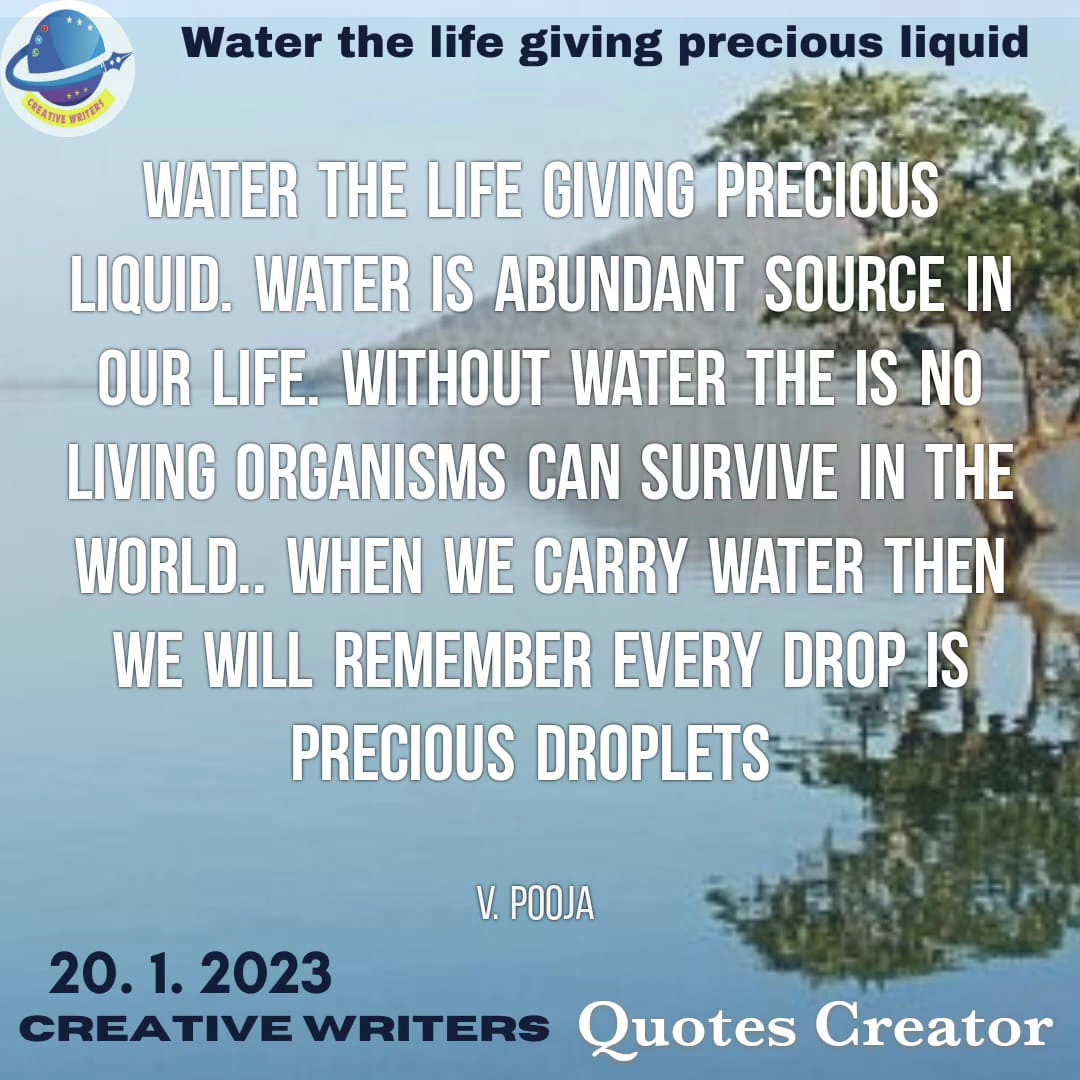 CREATIVE WRITERS
Water the life giving precious liquid
WATER THE LIFE GIVING PRECIOUS
LIQUID. WATER IS ABUNDANT SOURCE IN
OUR LIFE. WITHOUT WATER THE IS NO
LIVING ORGANISMS CAN SURVIVE IN THE
WORLD.. WHEN WE CARRY WATER THEN
WE WILL REMEMBER EVERY DROP IS
PRECIOUS DROPLETS
V. POOJA
20. 1. 2023
CREATIVE WRITERS
Quotes Creator